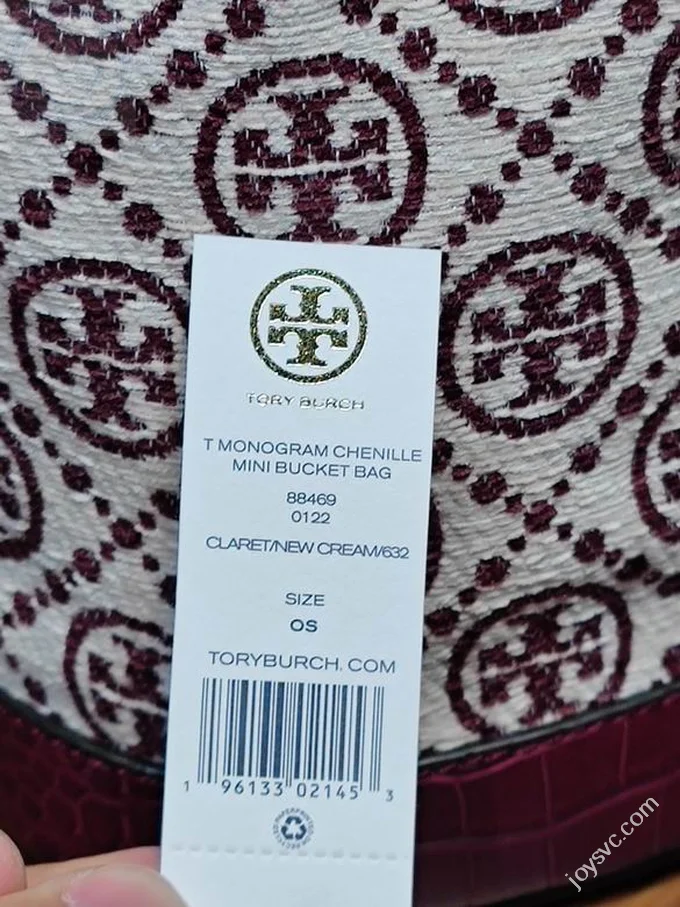 TORY BURCH
T MONOGRAM CHENILLE
MINI BUCKET BAG
88469
0122
CLARET/NEW CREAM/632
SIZE
OS
TORYBURCH.COM
1 96133 02145 3
joysvc.com